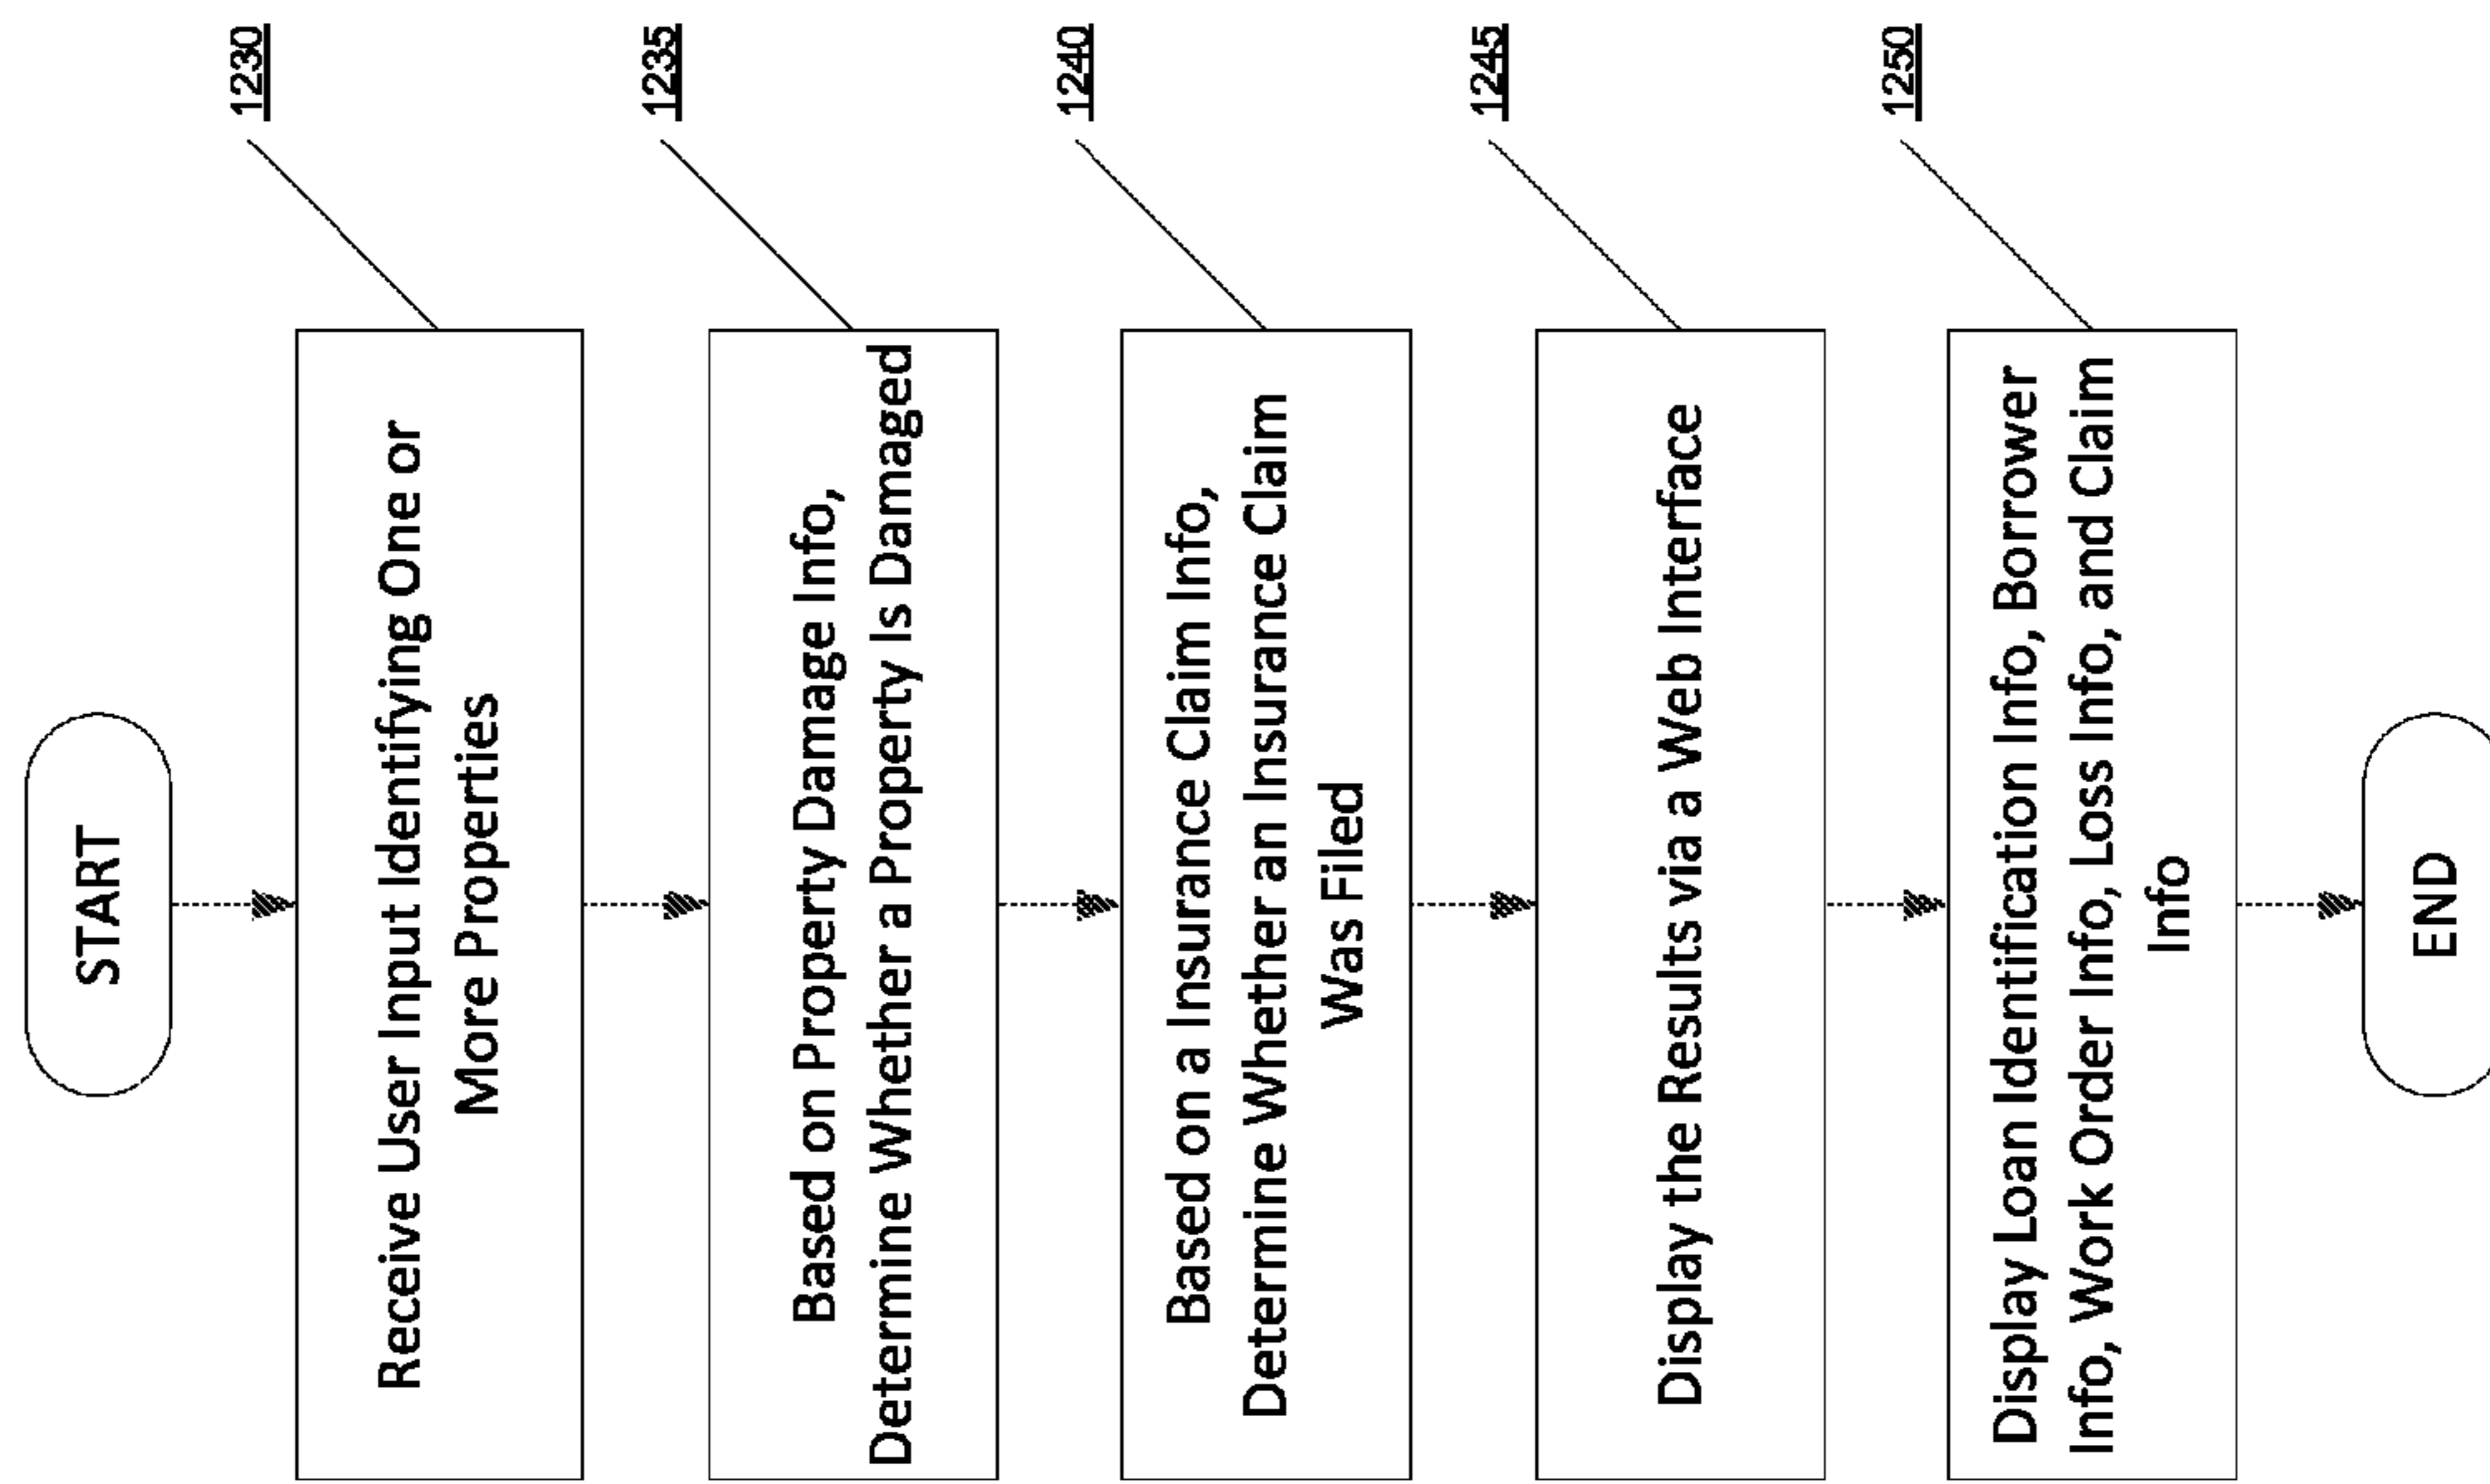 START
1230
Receive User Input Identifying One or
More Properties
1235
Based on Property Damage Info,
Determine Whether a Property Is Damaged
1240
Based on a Insurance Claim Info,
Determine Whether an Insurance Claim
Was Filed
1245
Display the Results via a Web Interface
1250
Display Loan Identification Info, Borrower
Info, Work Order Info, Loss Info, and Claim
Info
END